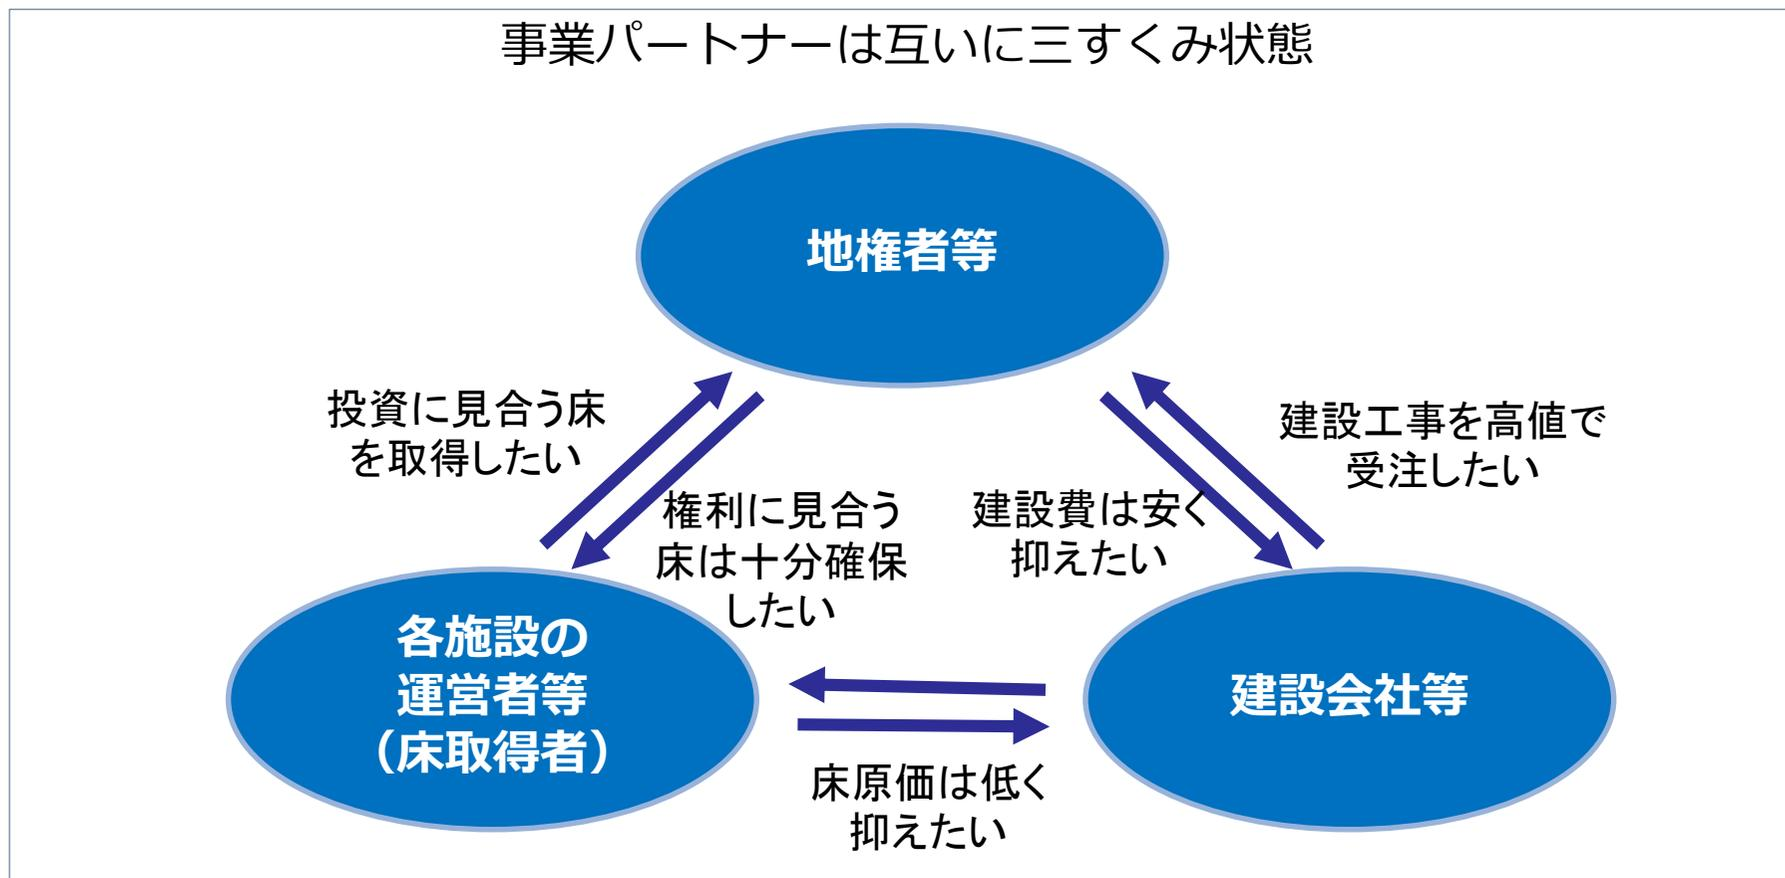 事業パートナーは互いに三すくみ状態
地権者等
投資に見合う床
を取得したい
建設工事を高値で
受注したい
権利に見合う
床は十分確保
したい
建設費は安く
抑えたい
各施設の
運営者等
（床取得者）
建設会社等
床原価は低く
抑えたい